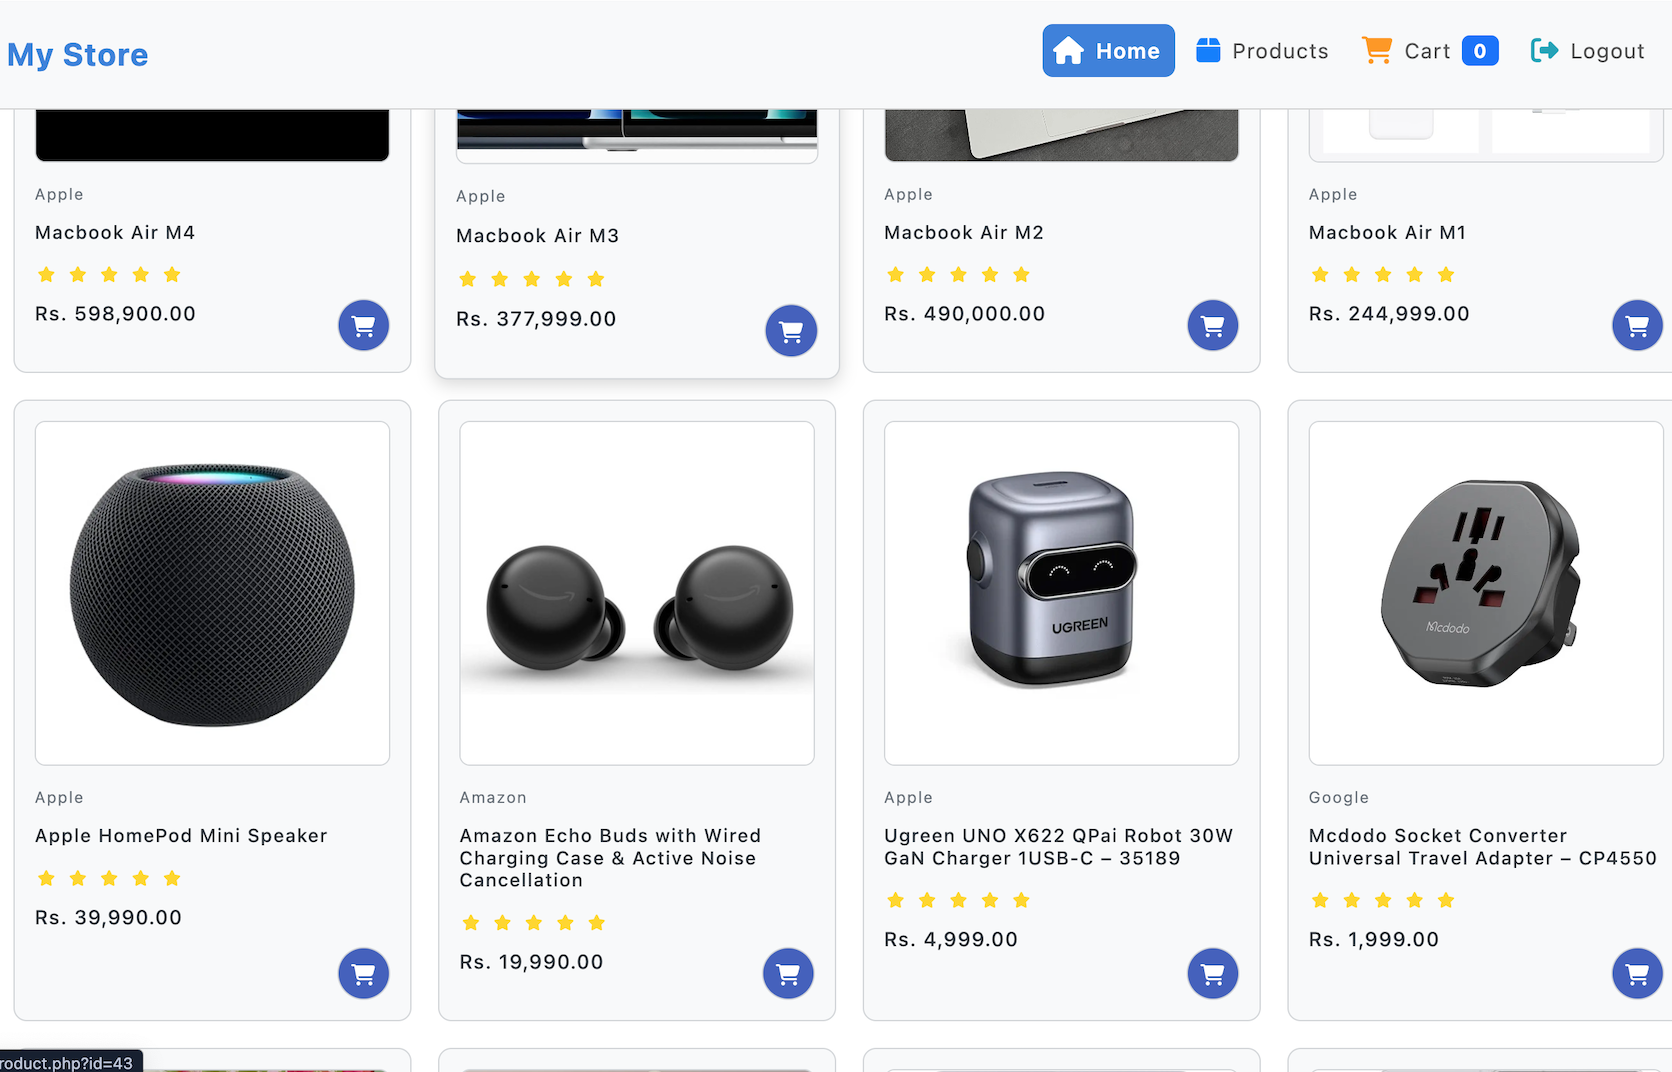 My Store
Home
Products
Cart 0
Logout
Apple
Macbook Air M4
Rs. 598,900.00
Apple
Macbook Air M3
Rs. 377,999.00
Apple
Macbook Air M2
Rs. 490,000.00
Apple
Macbook Air M1
Rs. 244,999.00
Apple
Apple HomePod Mini Speaker
Rs. 39,990.00
Amazon
Amazon Echo Buds with Wired
Charging Case & Active Noise
Cancellation
Rs. 19,990.00
UGREEN
Apple
Ugreen UNO X622 QPai Robot 30W
GaN Charger 1USB-C – 35189
Rs. 4,999.00
Mcdodo
Google
Mcdodo Socket Converter
Universal Travel Adapter – CP4550
Rs. 1,999.00
roduct.php?id=43